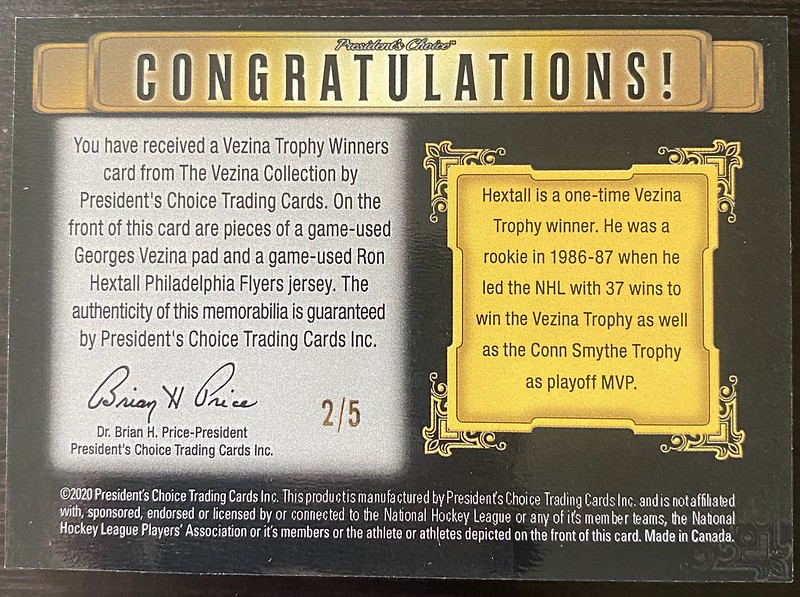 President's Choice™
CONGRATULATIONS!
You have received a Vezina Trophy Winners
card from The Vezina Collection by
President's Choice Trading Cards. On the
front of this card are pieces of a game-used
Georges Vezina pad and a game-used Ron
Hextall Philadelphia Flyers jersey. The
authenticity of this memorabilia is guaranteed
by President's Choice Trading Cards Inc.
Brian H Price
2/5
Dr. Brian H. Price-President
President's Choice Trading Cards Inc.
Hextall is a one-time Vezina
Trophy winner. He was a
rookie in 1986-87 when he
led the NHL with 37 wins to
win the Vezina Trophy as well
as the Conn Smythe Trophy
as playoff MVP.
©2020 President's Choice Trading Cards Inc. This product is manufactured by President's Choice Trading Cards Inc. and is not affiliated
with, sponsored, endorsed or licensed by or connected to the National Hockey League or any of it's member teams, the National
Hockey League Players' Association or it's members or the athlete or athletes depicted on the front of this card. Made in Canada.